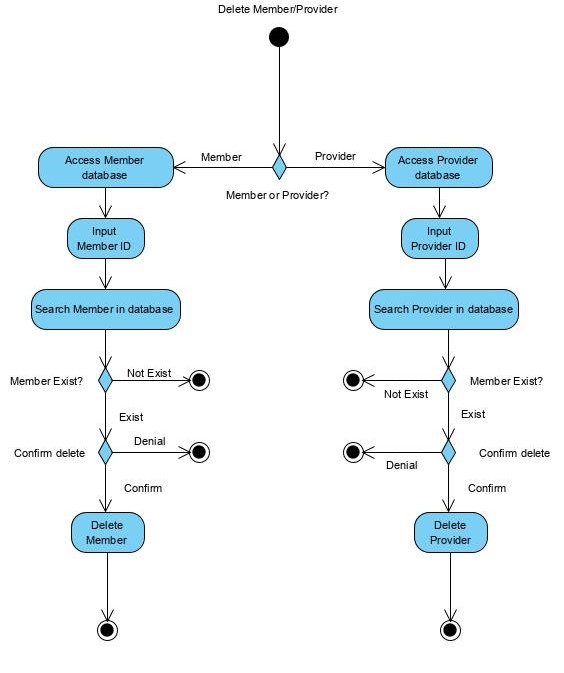 Delete Member/Provider
Member
Provider
Member or Provider?
Access Member
database
Input
Member ID
Search Member in database
Member Exist?
Not Exist
Exist
Confirm delete
Denial
Confirm
Delete
Member
Access Provider
database
Input
Provider ID
Search Provider in database
Member Exist?
Not Exist
Exist
Confirm delete
Denial
Confirm
Delete
Provider